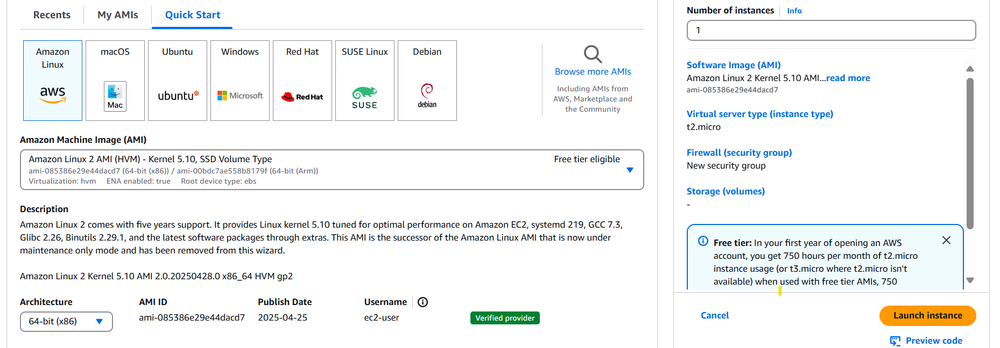 Recents
My AMIs
Quick Start
Amazon
Linux
aws
macOS
Mac
Ubuntu
ubuntu
Windows
Microsoft
Red Hat
Red Hat
SUSE Linux
SUSE
Debian
debian
Browse more AMIs
Including AMIs from
AWS, Marketplace and
the Community
Amazon Machine Image (AMI)
Amazon Linux 2 AMI (HVM) - Kernel 5.10, SSD Volume Type
Free tier eligible
ami-085386e29e44dacd7 (64-bit (x86)) / ami-00bdc7ae558b8179f (64-bit (Arm))
Virtualization: hvm ENA enabled: true Root device type: ebs
Description
Amazon Linux 2 comes with five years support. It provides Linux kernel 5.10 tuned for optimal performance on Amazon EC2, systemd 219, GCC 7.3,
Glibc 2.26, Binutils 2.29.1, and the latest software packages through extras. This AMI is the successor of the Amazon Linux AMI that is now under
maintenance only mode and has been removed from this wizard.
Amazon Linux 2 Kernel 5.10 AMI 2.0.20250428.0 x86_64 HVM gp2
Architecture
64-bit (x86)
AMI ID
ami-085386e29e44dacd7
Publish Date
2025-04-25
Username
ec2-user
Verified provider
Number of instances
Info
1
Software Image (AMI)
Amazon Linux 2 Kernel 5.10 AMI...read more
ami-085386e29e44dacd7
Virtual server type (instance type)
t2.micro
Firewall (security group)
New security group
Storage (volumes)
-
Free tier: In your first year of opening an AWS
account, you get 750 hours per month of t2.micro
instance usage (or t3.micro where t2.micro isn't
available) when used with free tier AMIs, 750
Cancel
Launch instance
Preview code